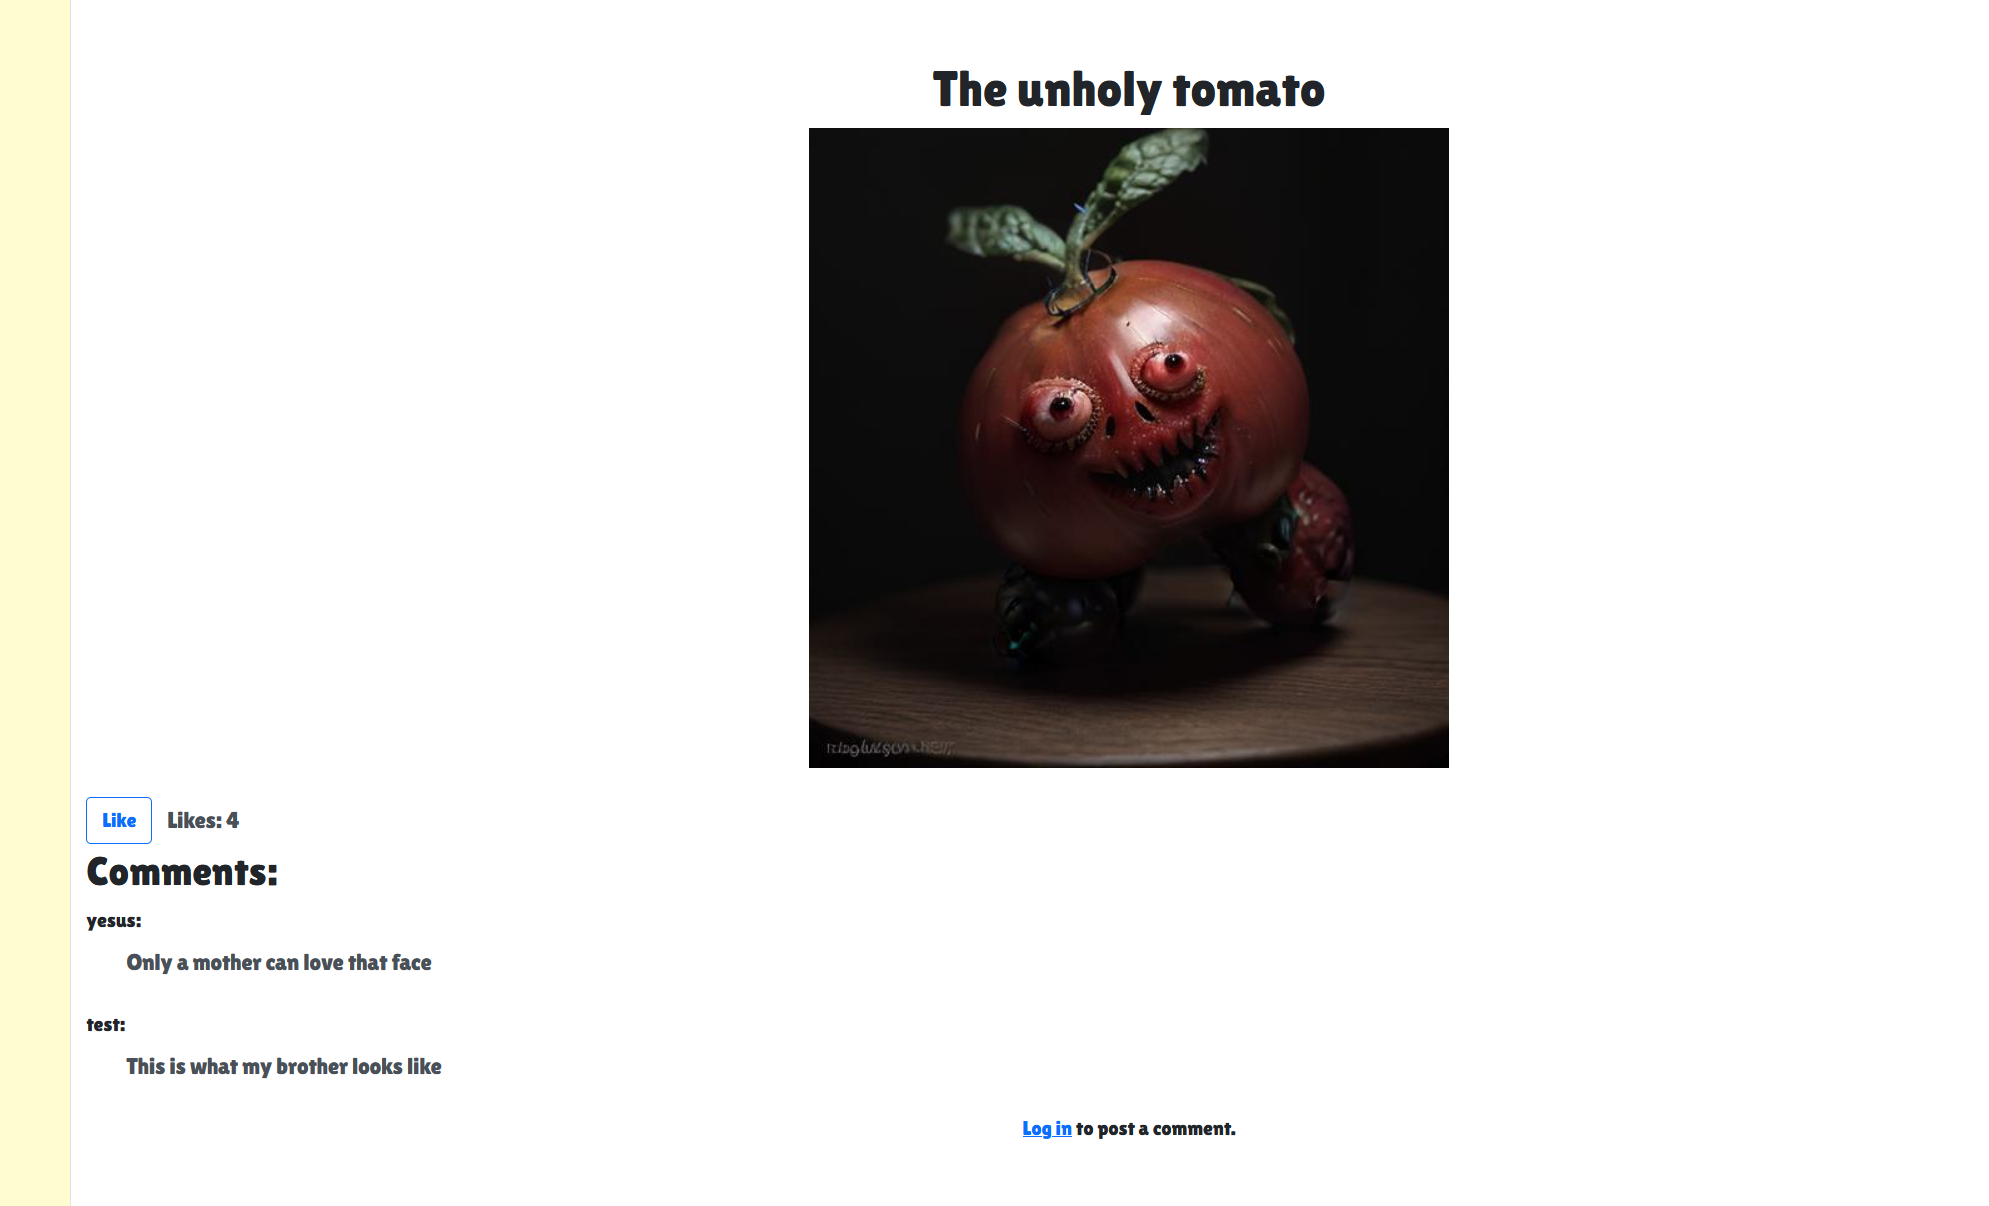 The unholy tomato
Like
Likes: 4
Comments:
yesus:
Only a mother can love that face
test:
This is what my brother looks like
Log in to post a comment.